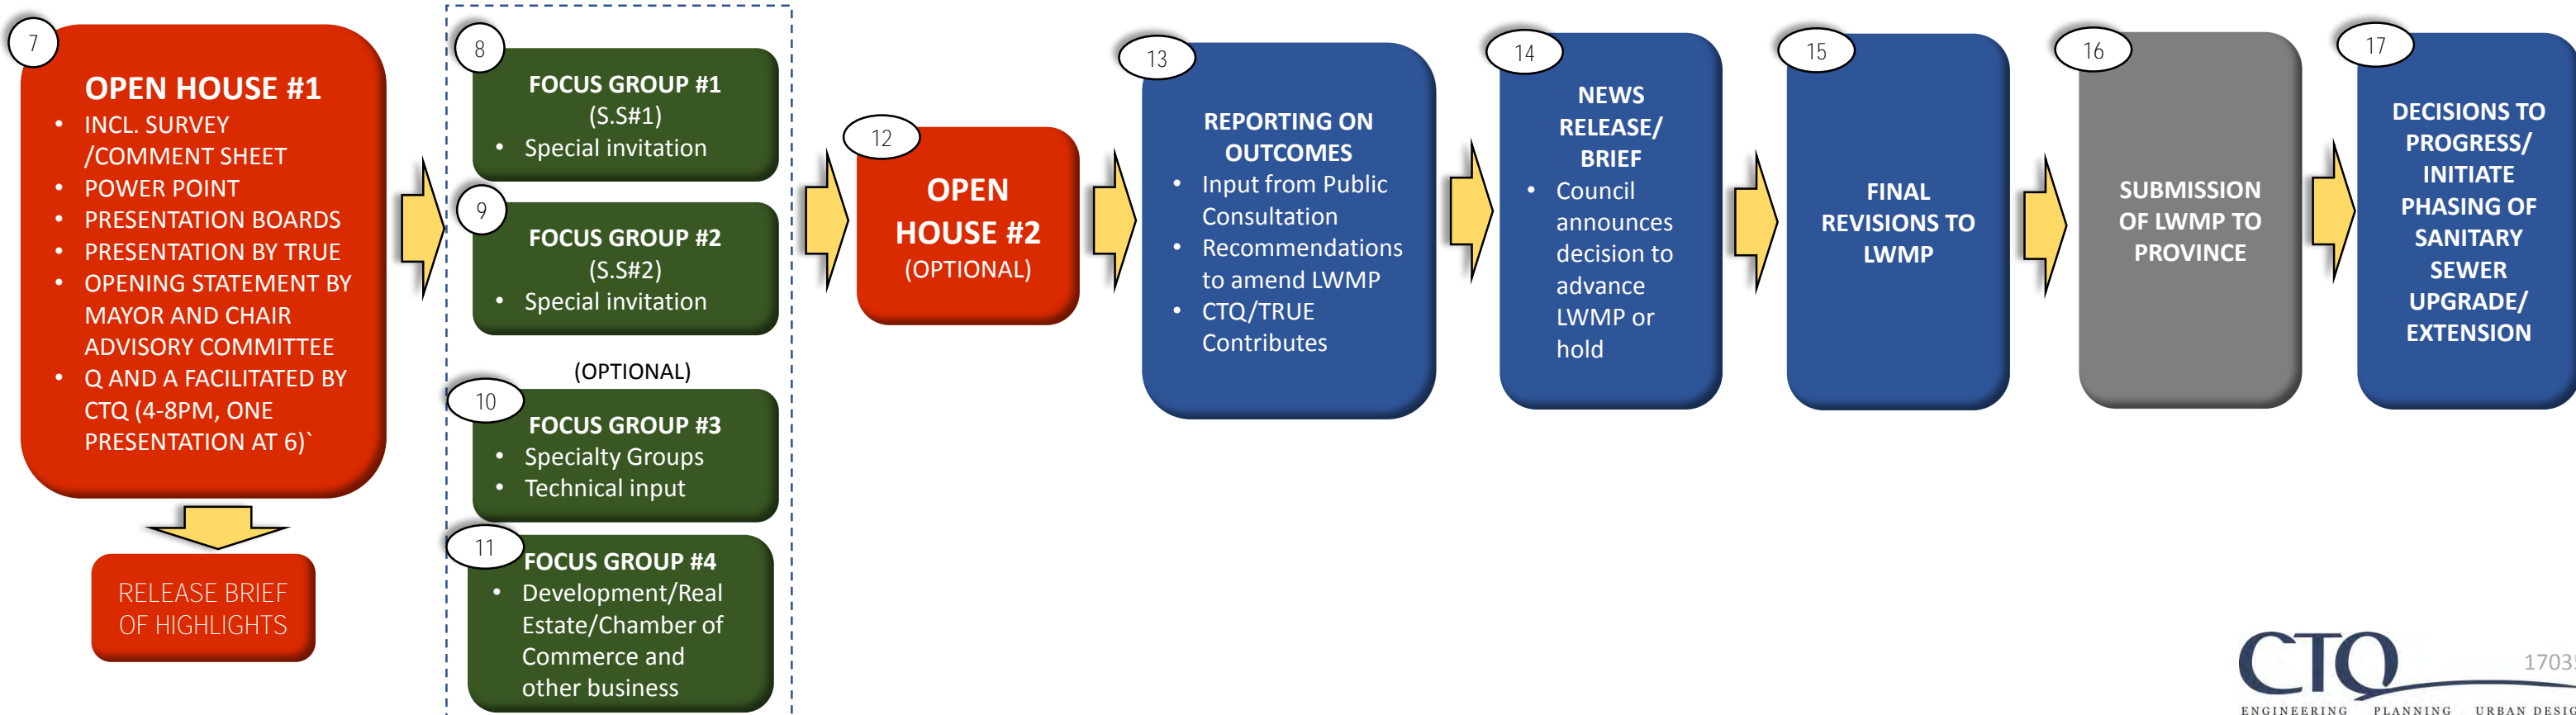 7
OPEN HOUSE #1
• INCL. SURVEY
/COMMENT SHEET
• POWER POINT
• PRESENTATION BOARDS
• PRESENTATION BY TRUE
• OPENING STATEMENT BY
MAYOR AND CHAIR
ADVISORY COMMITTEE
• Q AND A FACILITATED BY
CTQ (4-8PM, ONE
PRESENTATION AT 6)`
RELEASE BRIEF
OF HIGHLIGHTS
8
FOCUS GROUP #1
(S.S#1)
• Special invitation
9
FOCUS GROUP #2
(S.S#2)
• Special invitation
(OPTIONAL)
10
FOCUS GROUP #3
• Specialty Groups
• Technical input
11
FOCUS GROUP #4
• Development/Real
Estate/Chamber of
Commerce and
other business
12
OPEN
HOUSE #2
(OPTIONAL)
13
REPORTING ON
OUTCOMES
• Input from Public
Consultation
• Recommendations
to amend LWMP
• CTQ/TRUE
Contributes
14
NEWS
RELEASE/
BRIEF
• Council
announces
decision to
advance
LWMP or
hold
15
FINAL
REVISIONS TO
LWMP
16
SUBMISSION
OF LWMP TO
PROVINCE
17
DECISIONS TO
PROGRESS/
INITIATE
PHASING OF
SANITARY
SEWER
UPGRADE/
EXTENSION
CTQ
17035
ENGINEERING PLANNING URBAN DESIG